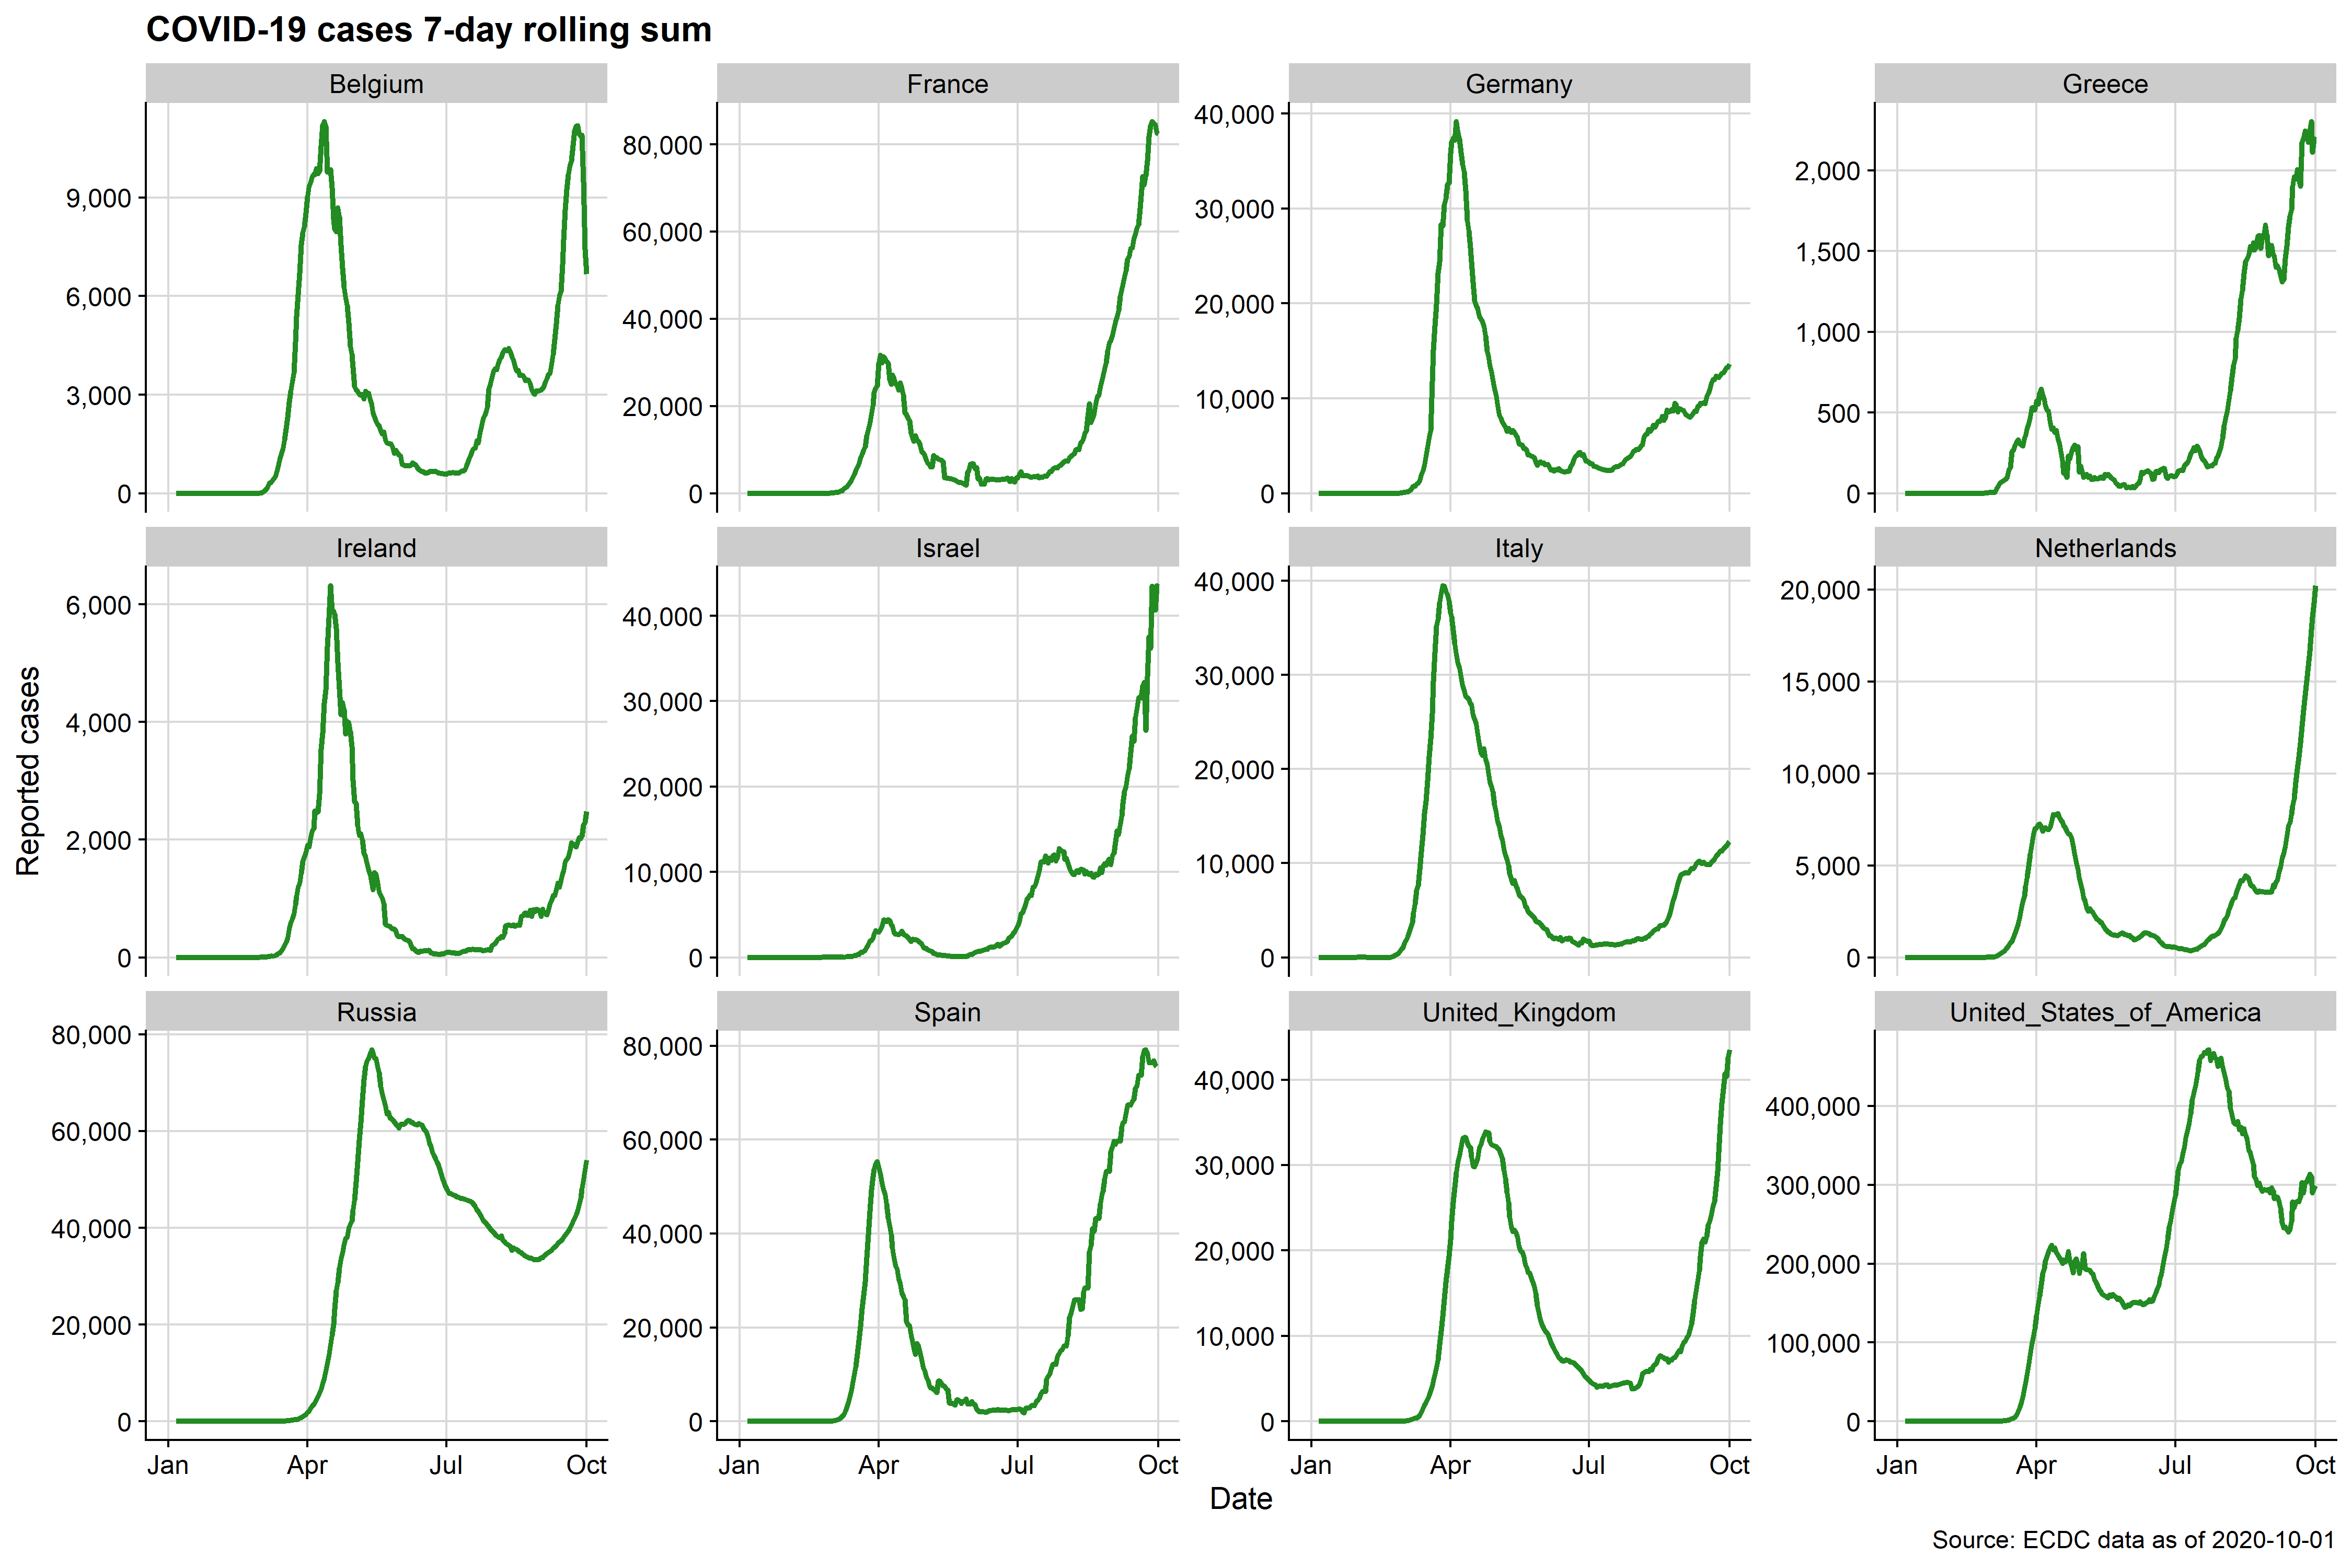 COVID-19 cases 7-day rolling sum
Belgium
France
Germany
Greece
9,000
6,000
3,000
0
80,000
60,000
40,000
20,000
0
40,000
30,000
20,000
10,000
0
2,000
1,500
1,000
500
0
Reported cases
Ireland
Israel
Italy
Netherlands
6,000
4,000
2,000
0
40,000
30,000
20,000
10,000
0
40,000
30,000
20,000
10,000
0
20,000
15,000
10,000
5,000
0
Russia
Spain
United_Kingdom
United_States_of_America
80,000
60,000
40,000
20,000
0
80,000
60,000
40,000
20,000
0
40,000
30,000
20,000
10,000
0
400,000
300,000
200,000
100,000
0
Jan Apr Jul Oct
Jan Apr Jul Oct
Jan Apr Jul Oct
Jan Apr Jul Oct
Date
Source: ECDC data as of 2020-10-01